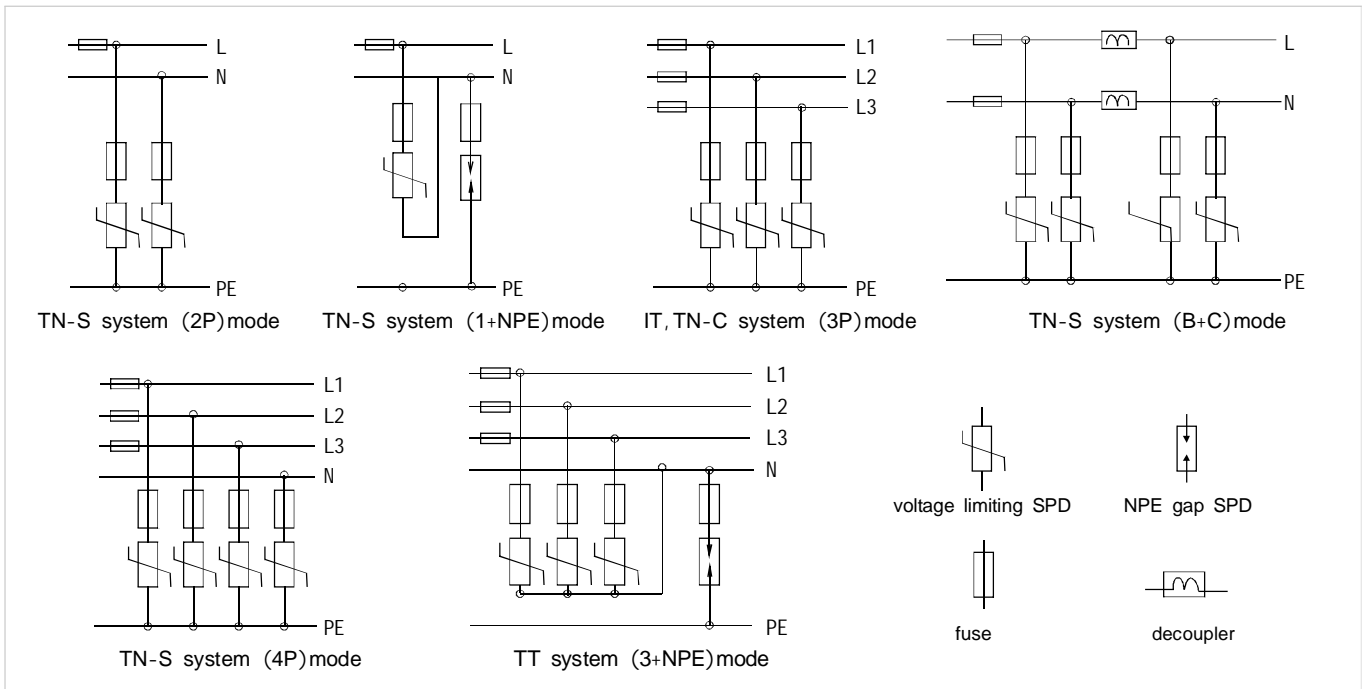 L
N
PE
TN-S system (2P)mode
L
N
PE
TN-S system (1+NPE)mode
L1
L2
L3
PE
IT,TN-C system (3P)mode
L
N
PE
TN-S system (B+C)mode
L1
L2
L3
N
PE
TN-S system (4P)mode
L1
L2
L3
N
PE
TT system (3+NPE)mode
voltage limiting SPD
NPE gap SPD
fuse
decoupler